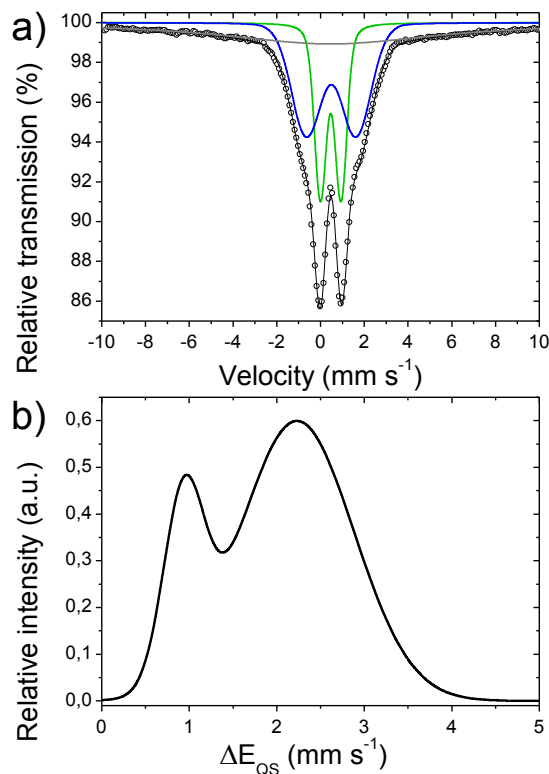 a)
Relative transmission (%)
100
98
96
94
92
90
88
86
-10 -8 -6 -4 -2 0 2 4 6 8 10
Velocity (mm s⁻¹)
b)
Relative intensity (a.u.)
0,6
0,5
0,4
0,3
0,2
0,1
0,0
0 1 2 3 4 5
ΔE_QS (mm s⁻¹)